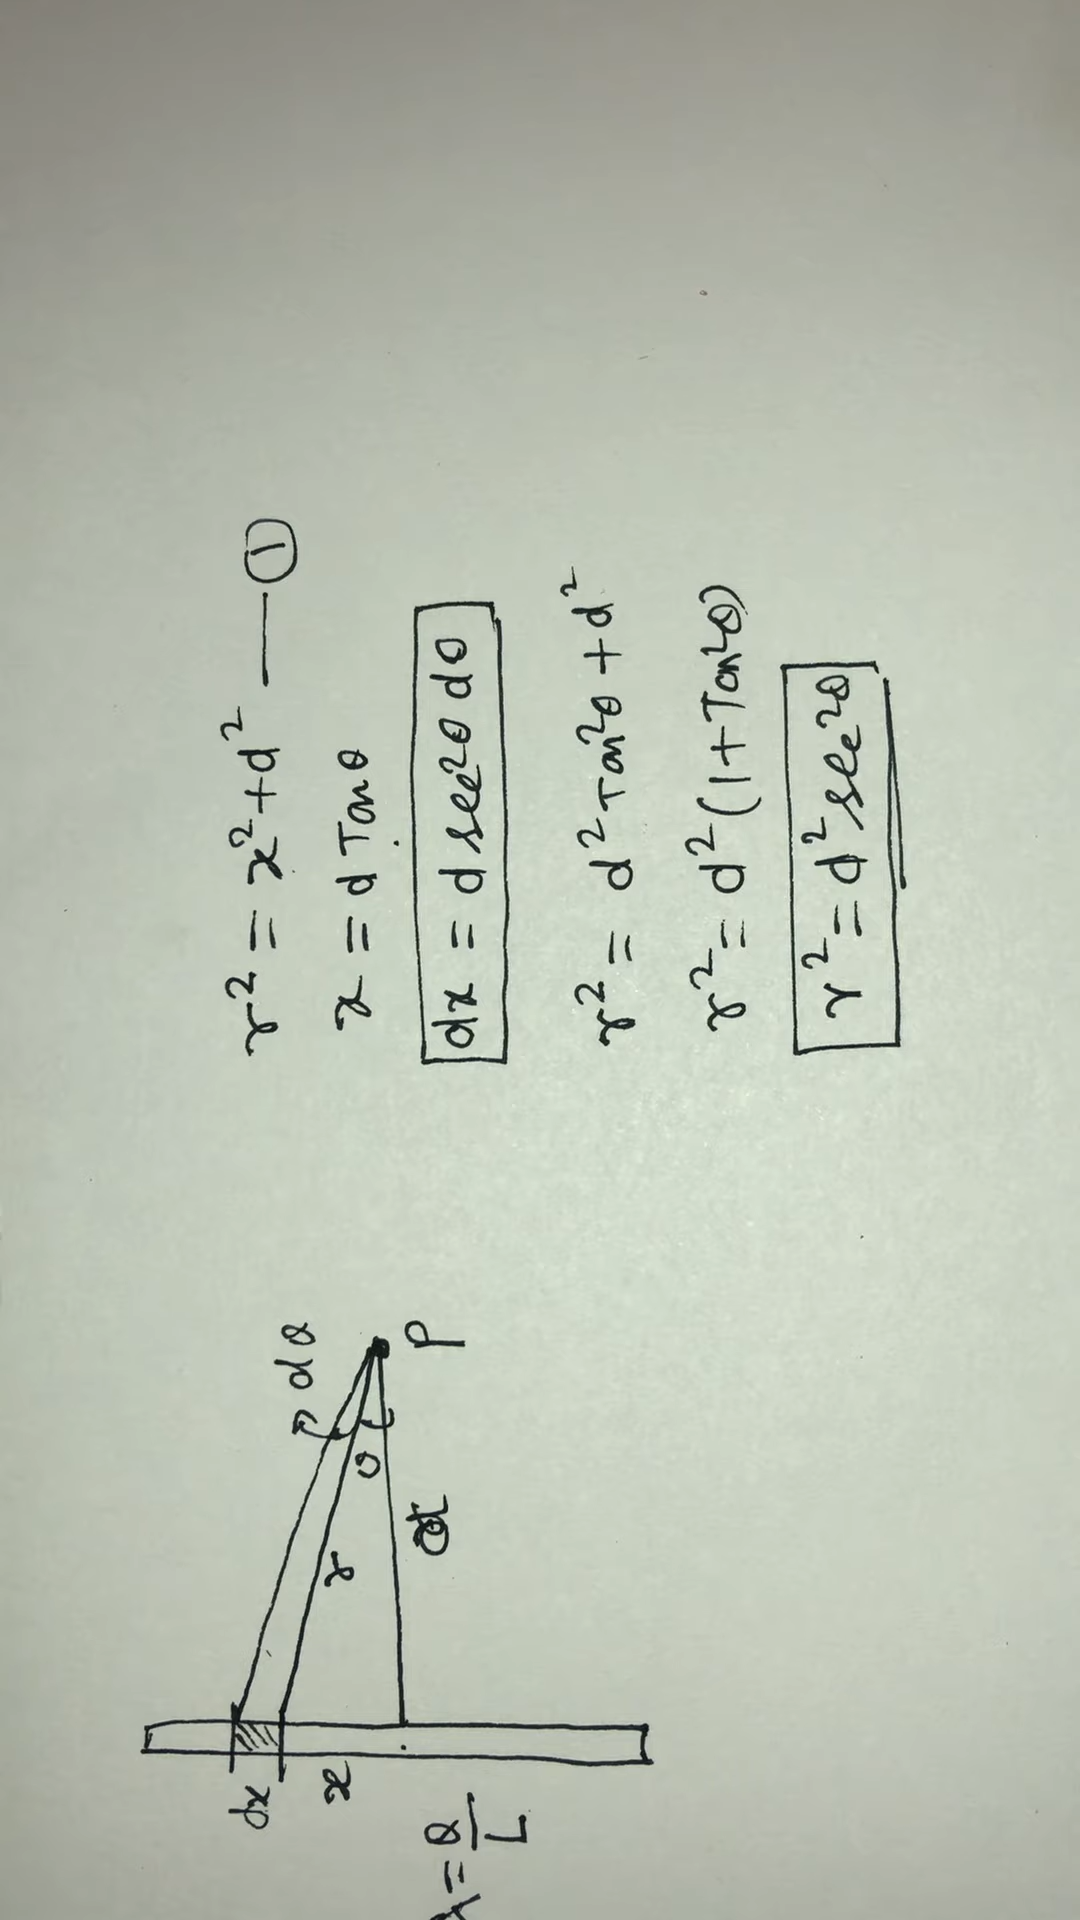 dx
x
λ = Q/L
r
θ
dθ
d
P
r² = x² + d² — ①
x = d Tanθ
dx = d sec²θ dθ
r² = d² Tan²θ + d²
r² = d² (1 + Tan²θ)
r² = d² sec²θ